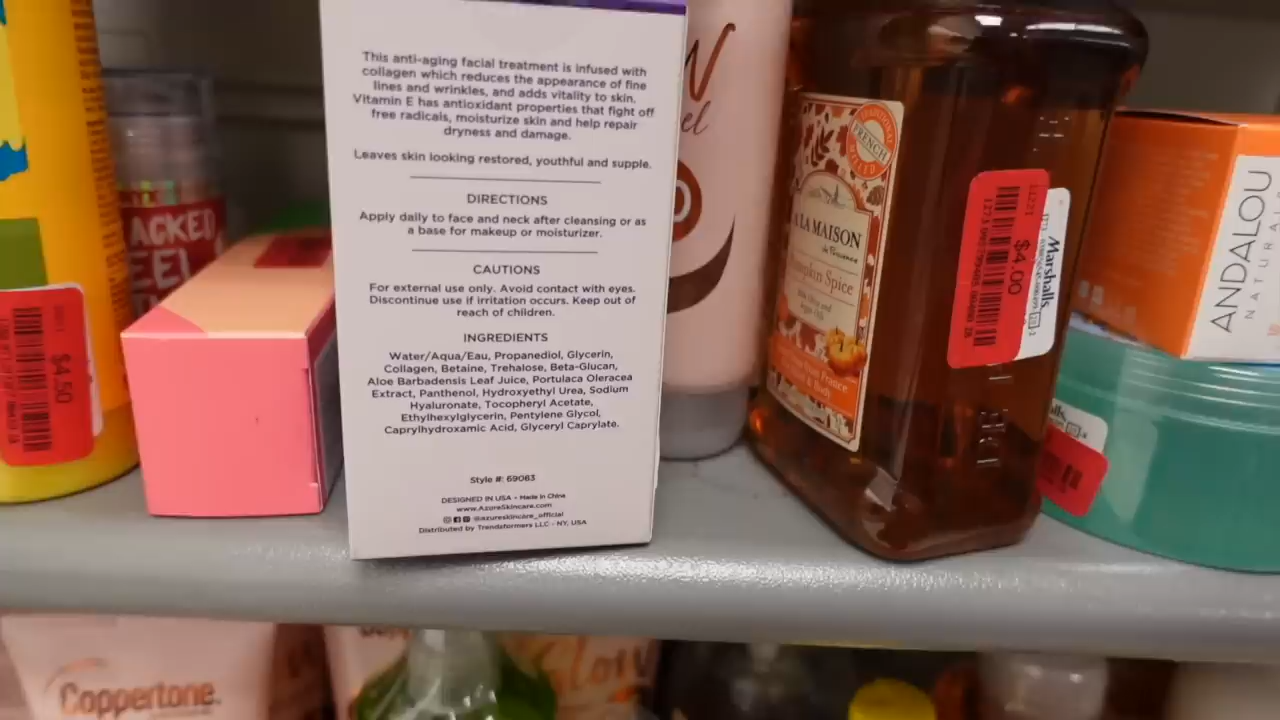 This anti-aging facial treatment is infused with
collagen which reduces the appearance of fine
lines and wrinkles, and adds vitality to skin.
Vitamin E has antioxidant properties that fight off
free radicals, moisturize skin and help repair
dryness and damage.
Leaves skin looking restored, youthful and supple.
DIRECTIONS
Apply daily to face and neck after cleansing or as
a base for makeup or moisturizer.
CAUTIONS
For external use only. Avoid contact with eyes.
Discontinue use if irritation occurs. Keep out of
reach of children.
INGREDIENTS
Water/Aqua/Eau, Propanediol, Glycerin,
Collagen, Betaine, Trehalose, Beta-Glucan,
Aloe Barbadensis Leaf Juice, Portulaca Oleracea
Extract, Panthenol, Hydroxyethyl Urea, Sodium
Hyaluronate, Tocopheryl Acetate,
Ethylhexylglycerin, Pentylene Glycol,
Caprylhydroxamic Acid, Glyceryl Caprylate.
Style #: 69083
DESIGNED IN USA - Made in China
www.AzureSkincare.com
@azureskincare_official
Distributed by Trendsformers LLC - NY, USA
$4.50
FRENCH
A LA MAISON
de Provence
Pumpkin Spice
$4.00
Marshalls
ANDALOU
NATURAL
Coppertone
Glow